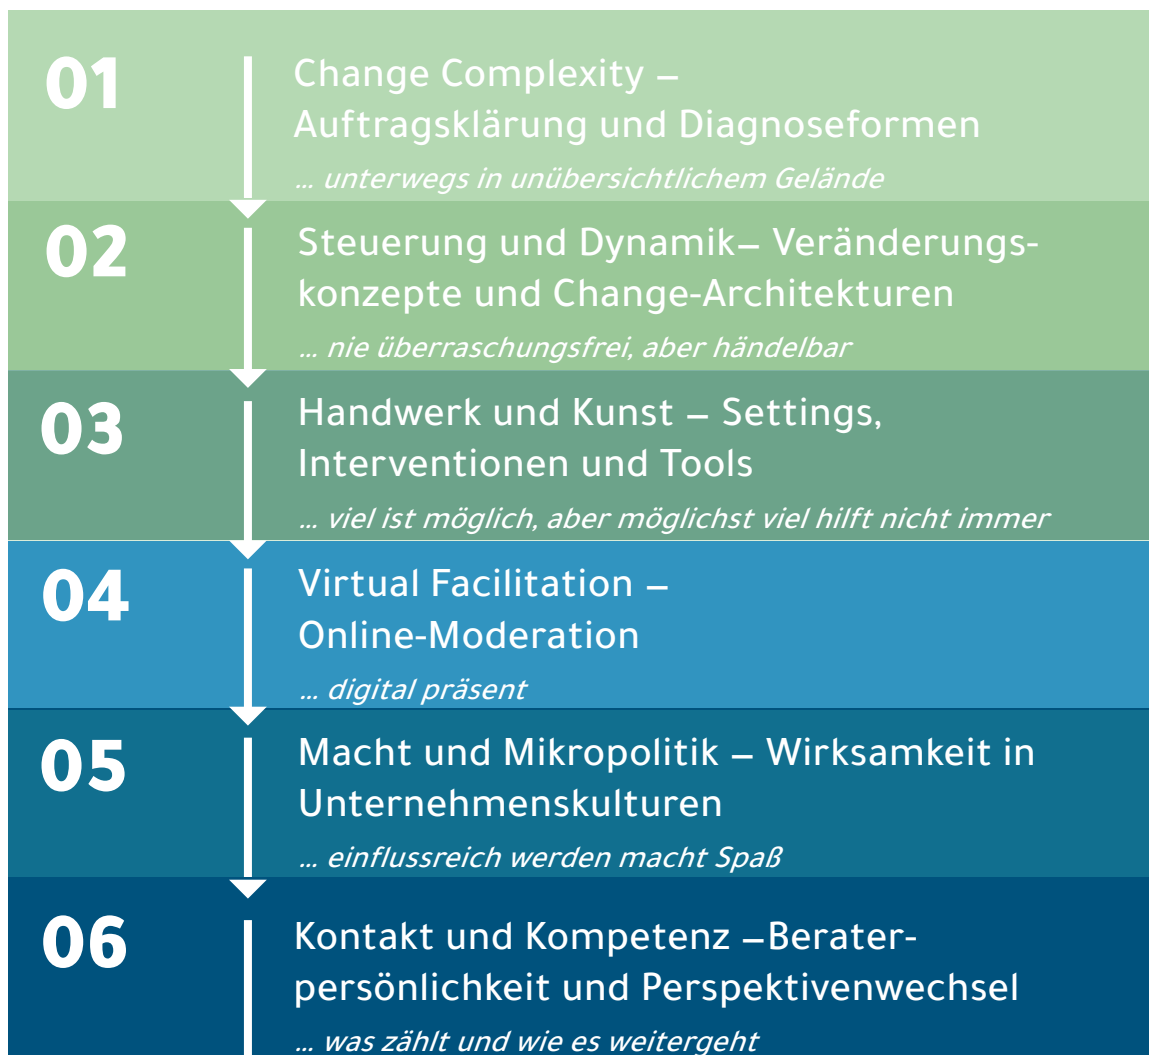 01
Change Complexity –
Auftragsklärung und Diagnoseformen
... unterwegs in unübersichtlichem Gelände
02
Steuerung und Dynamik– Veränderungs-
konzepte und Change-Architekturen
... nie überraschungsfrei, aber händelbar
03
Handwerk und Kunst – Settings,
Interventionen und Tools
... viel ist möglich, aber möglichst viel hilft nicht immer
04
Virtual Facilitation –
Online-Moderation
... digital präsent
05
Macht und Mikropolitik – Wirksamkeit in
Unternehmenskulturen
... einflussreich werden macht Spaß
06
Kontakt und Kompetenz –Berater-
persönlichkeit und Perspektivenwechsel
... was zählt und wie es weitergeht